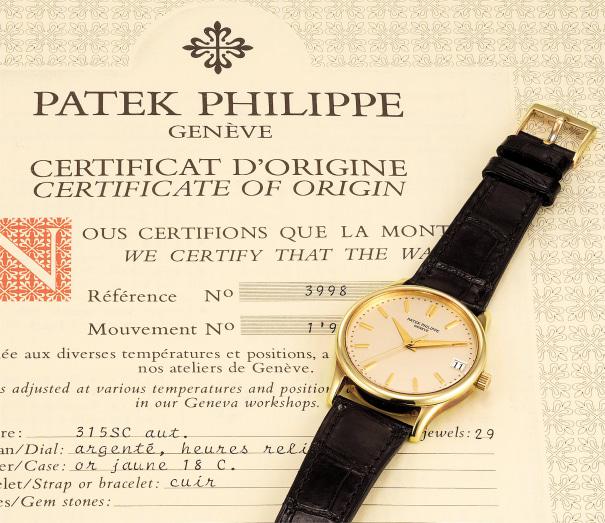 PATEK PHILIPPE
GENÈVE
CERTIFICAT D'ORIGINE
CERTIFICATE OF ORIGIN
N
OUS CERTIFIONS QUE LA MONT
WE CERTIFY THAT THE WA
Référence Nº 3998
Mouvement Nº 1'9
ée aux diverses températures et positions, a
nos ateliers de Genève.
s adjusted at various temperatures and position
in our Geneva workshops.
re: 315SC aut. jewels: 29
an/Dial: argenté, heures reli
er/Case: or jaune 18 C.
elet/Strap or bracelet: cuir
es/Gem stones:
PATEK PHILIPPE
GENEVE
11